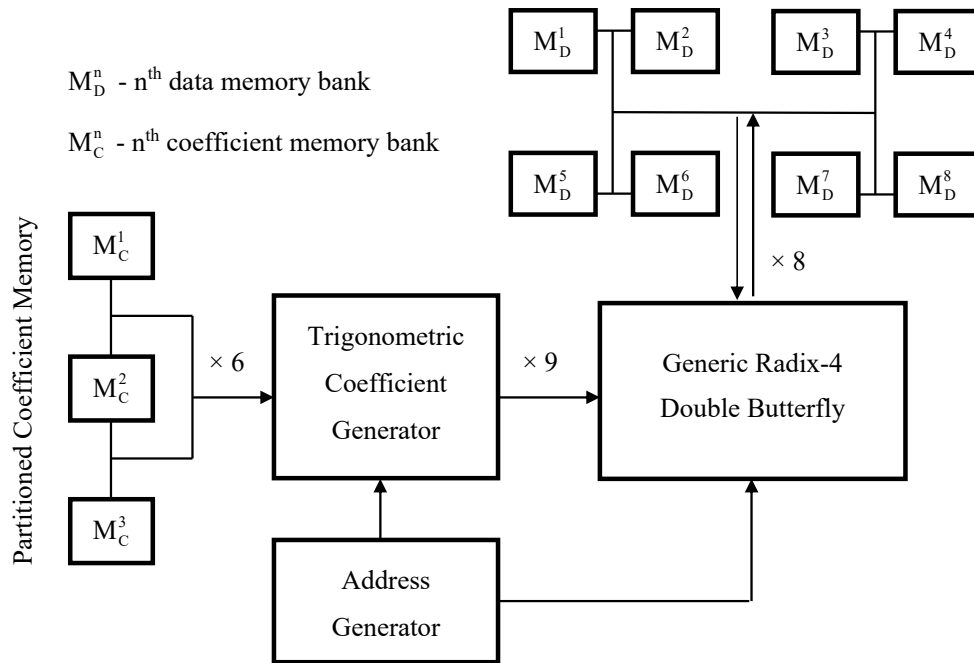 M_D^1 M_D^2 M_D^3 M_D^4
M_D^n - n^th data memory bank
M_C^n - n^th coefficient memory bank
M_D^5 M_D^6 M_D^7 M_D^8
× 8
Partitioned Coefficient Memory
M_C^1
M_C^2
M_C^3
× 6
Trigonometric
Coefficient
Generator
× 9
Generic Radix-4
Double Butterfly
Address
Generator